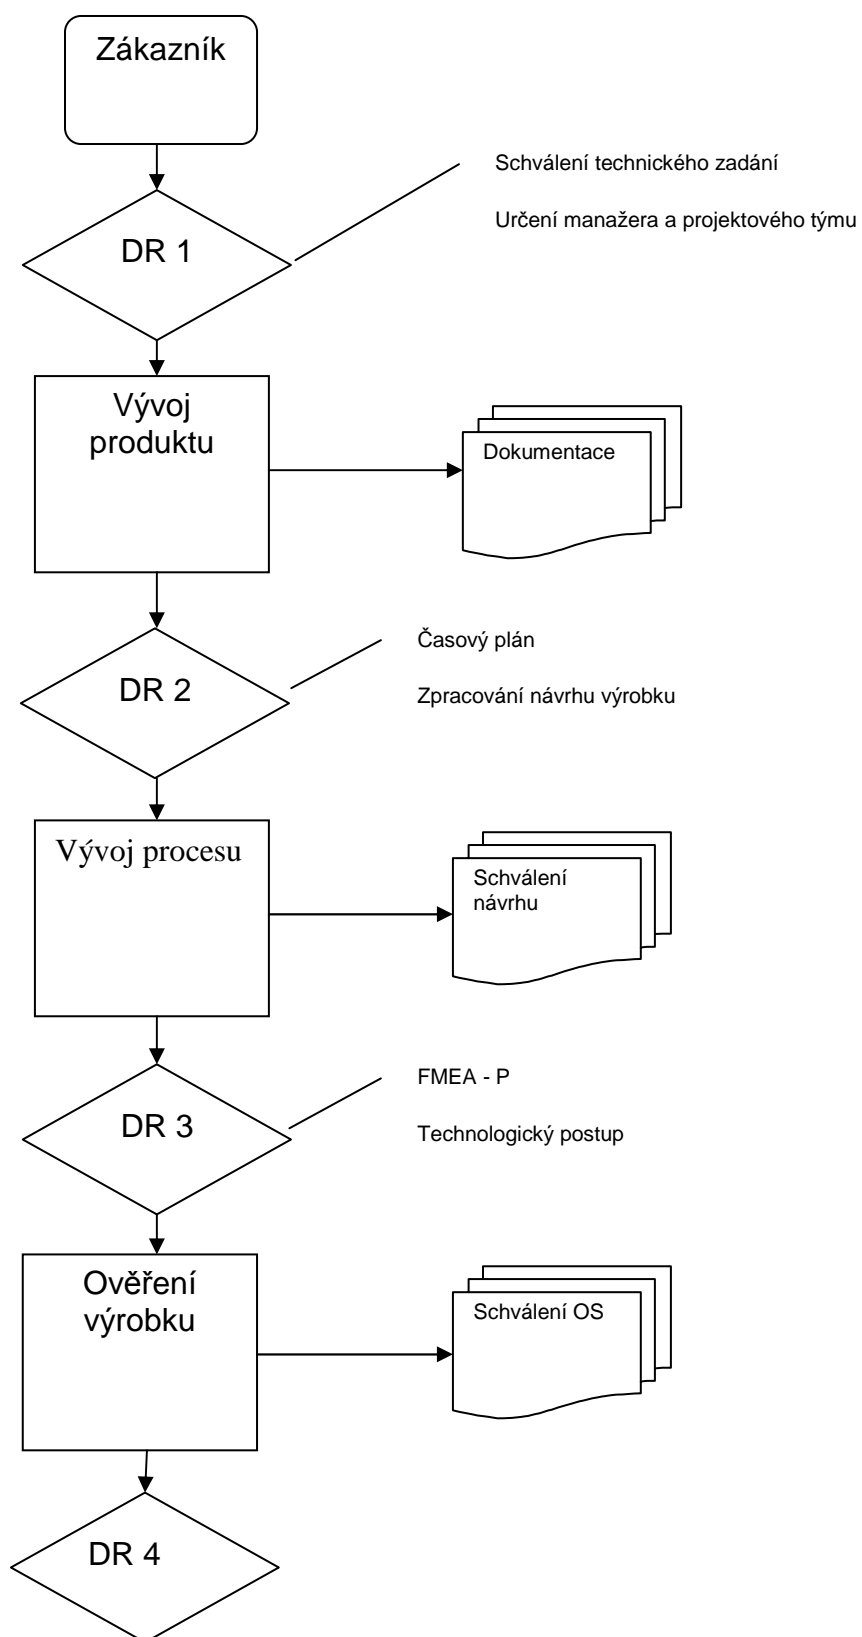 Zákazník
Schválení technického zadání
DR 1
Určení manažera a projektového týmu
Vývoj
produktu
Dokumentace
Časový plán
DR 2
Zpracování návrhu výrobku
Vývoj procesu
Schválení
návrhu
FMEA - P
DR 3
Technologický postup
Ověření
výrobku
Schválení OS
DR 4